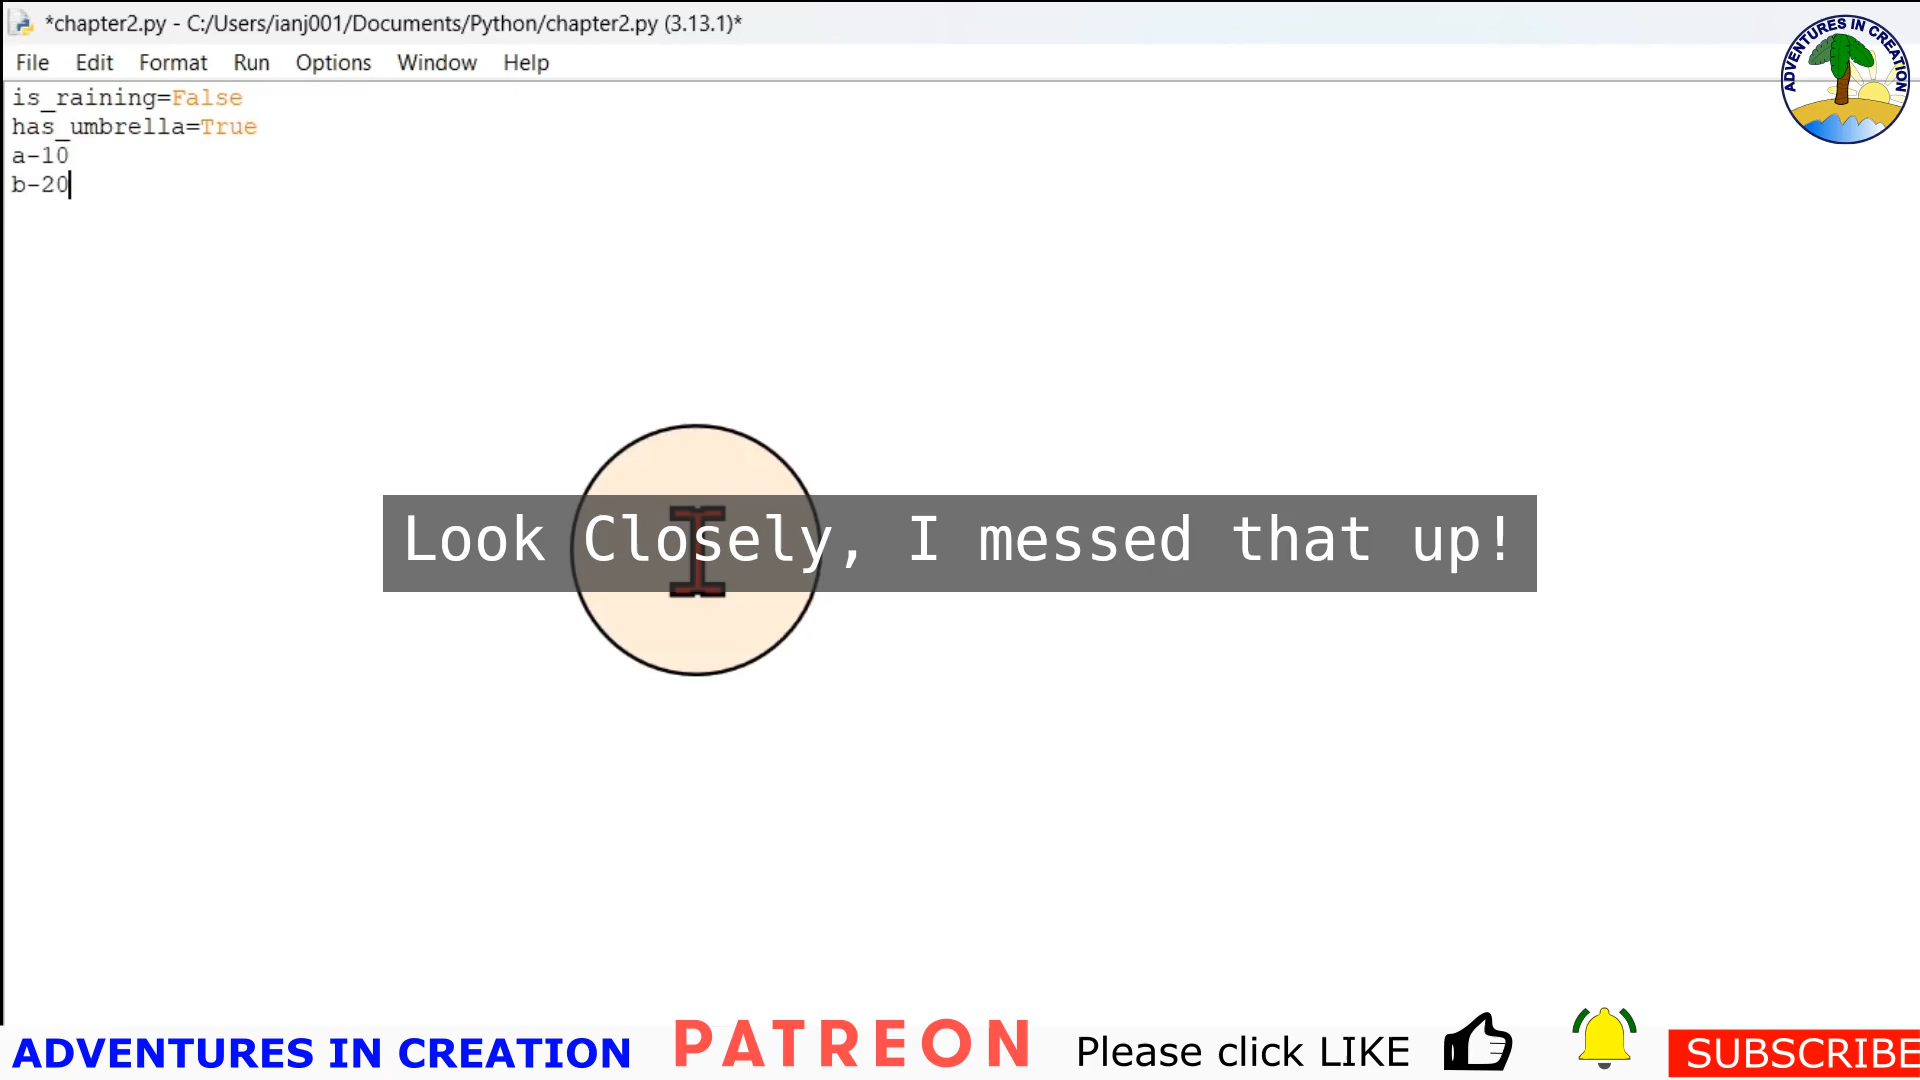 *chapter2.py - C:/Users/ianj001/Documents/Python/chapter2.py (3.13.1)*
File Edit Format Run Options Window Help
is_raining=False
has_umbrella=True
a-10
b-20
ADVENTURES IN CREATION
Look Closely, I messed that up!
ADVENTURES IN CREATION PATREON Please click LIKE SUBSCRIBE